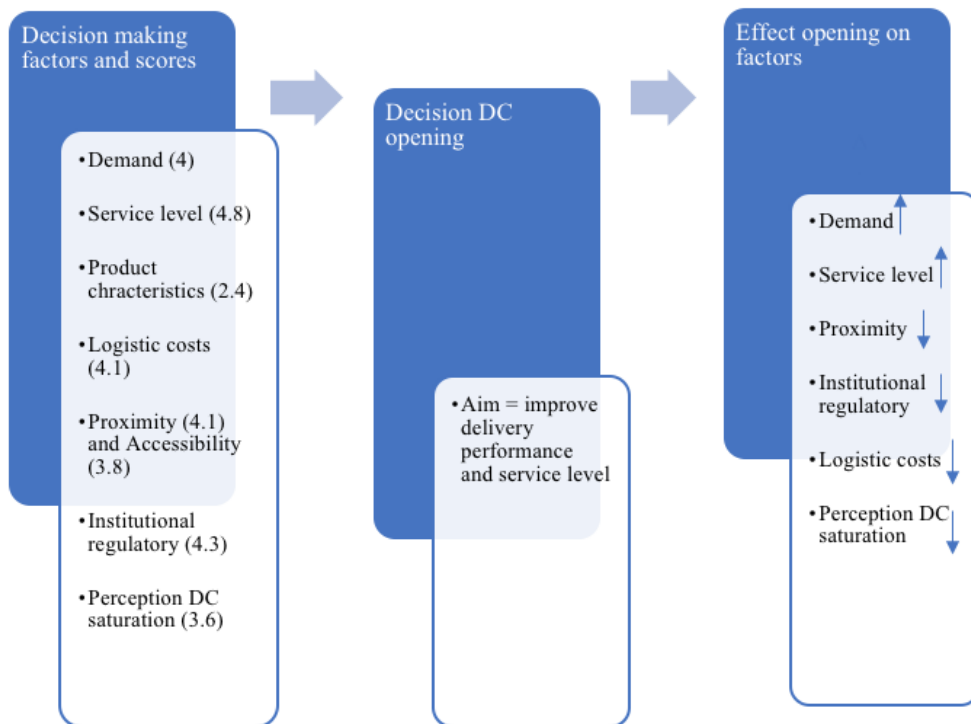 Decision making
factors and scores
•Demand (4)
•Service level (4.8)
•Product
chracteristics (2.4)
•Logistic costs
(4.1)
•Proximity (4.1)
and Accessibility
(3.8)
•Institutional
regulatory (4.3)
•Perception DC
saturation (3.6)
Decision DC
opening
•Aim = improve
delivery
performance
and service level
Effect opening on
factors
•Demand
•Service level
•Proximity
•Institutional
regulatory
•Logistic costs
•Perception DC
saturation